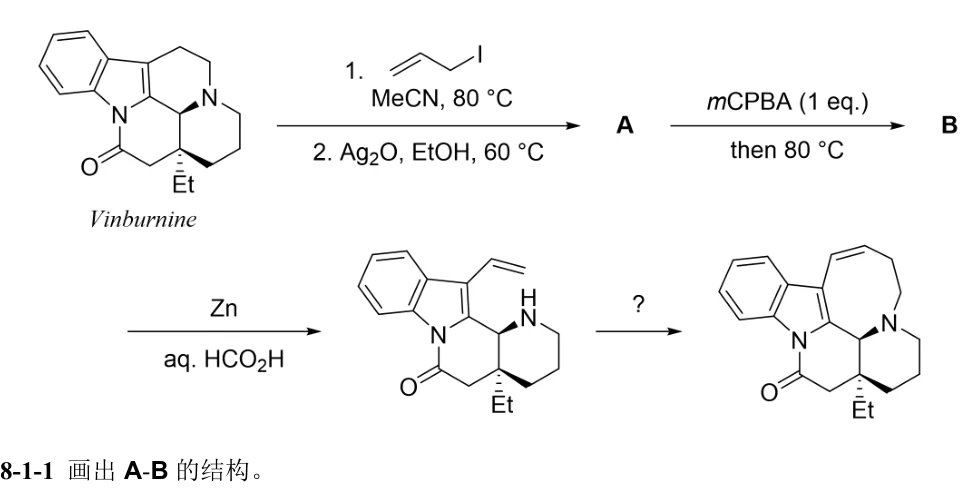 1.
I
MeCN, 80 °C
2. Ag₂O, EtOH, 60 °C
A
mCPBA (1 eq.)
then 80 °C
B
N
N
O
Et
Vinburnine
Zn
aq. HCO₂H
H
N
N
O
Et
?
N
N
O
Et
8-1-1 画出 A-B 的结构。